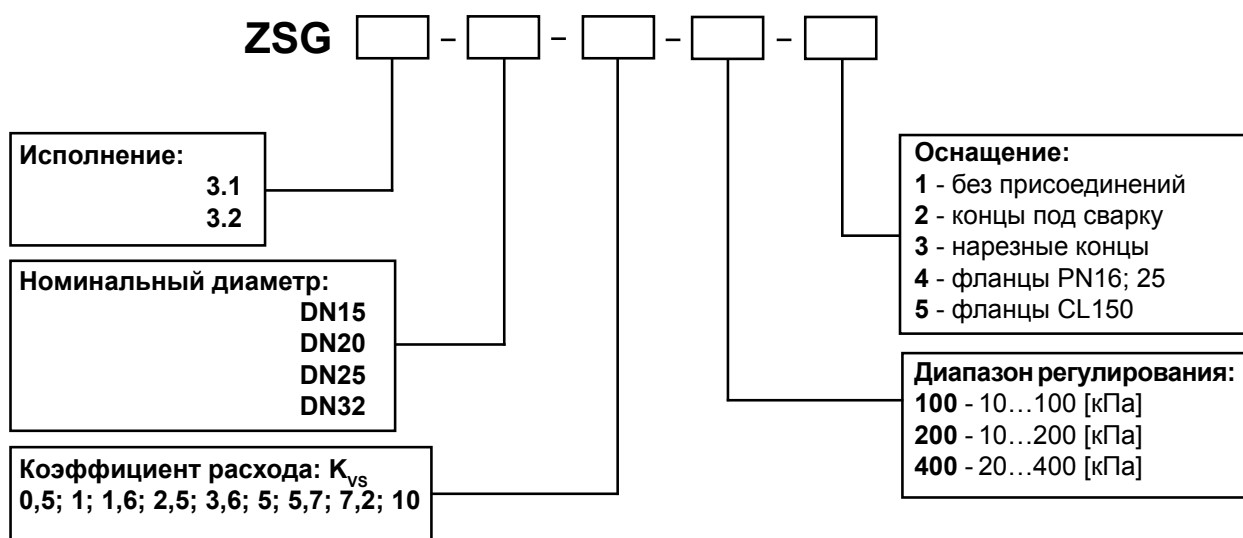 ZSG – – – –
Исполнение:
3.1
3.2
Номинальный диаметр:
DN15
DN20
DN25
DN32
Коэффициент расхода: KVS
0,5; 1; 1,6; 2,5; 3,6; 5; 5,7; 7,2; 10
Оснащение:
1 - без присоединений
2 - концы под сварку
3 - нарезные концы
4 - фланцы PN16; 25
5 - фланцы CL150
Диапазон регулирования:
100 - 10…100 [кПа]
200 - 10…200 [кПа]
400 - 20…400 [кПа]